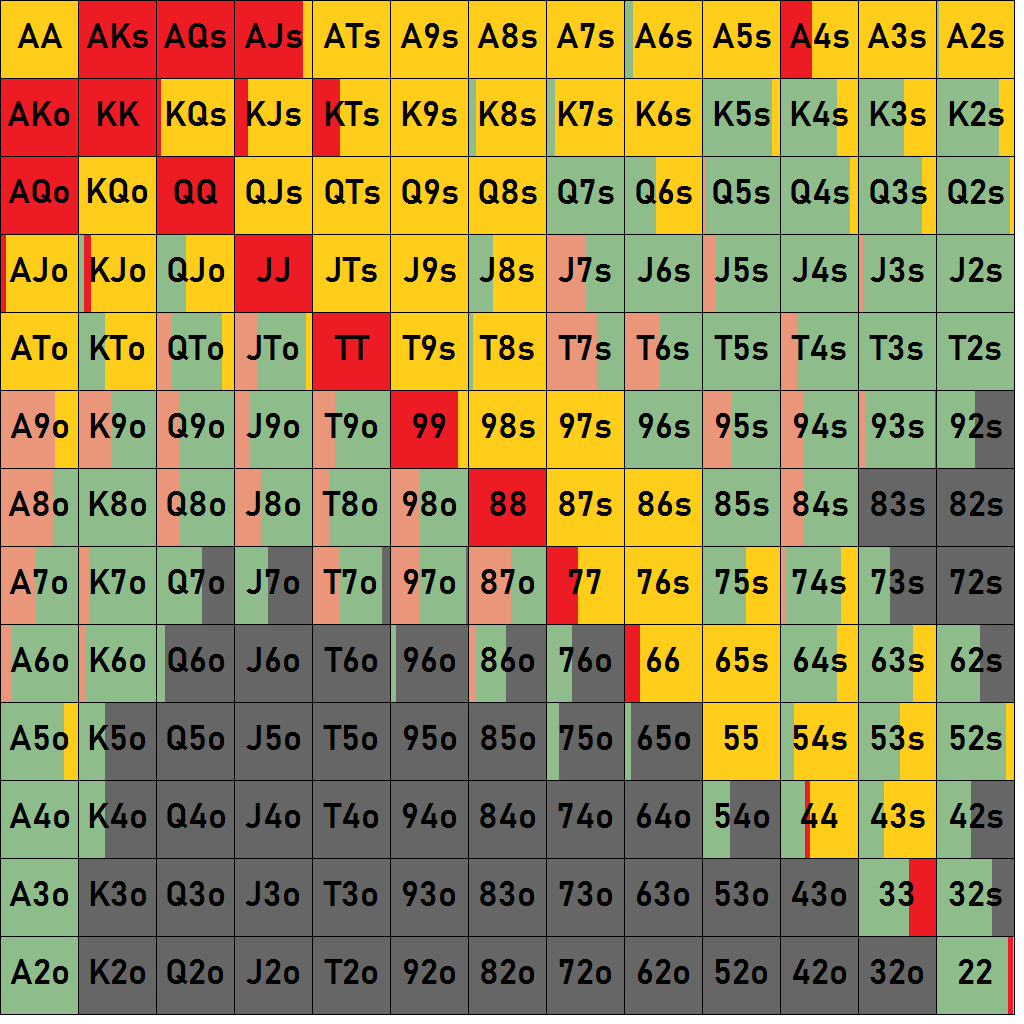 AA AKs AQs AJs ATs A9s A8s A7s A6s A5s A4s A3s A2s
AKo KK KQs KJs KTs K9s K8s K7s K6s K5s K4s K3s K2s
AQo KQo QQ QJs QTs Q9s Q8s Q7s Q6s Q5s Q4s Q3s Q2s
AJo KJo QJo JJ JTs J9s J8s J7s J6s J5s J4s J3s J2s
ATo KTo QTo JTo TT T9s T8s T7s T6s T5s T4s T3s T2s
A9o K9o Q9o J9o T9o 99 98s 97s 96s 95s 94s 93s 92s
A8o K8o Q8o J8o T8o 98o 88 87s 86s 85s 84s 83s 82s
A7o K7o Q7o J7o T7o 97o 87o 77 76s 75s 74s 73s 72s
A6o K6o Q6o J6o T6o 96o 86o 76o 66 65s 64s 63s 62s
A5o K5o Q5o J5o T5o 95o 85o 75o 65o 55 54s 53s 52s
A4o K4o Q4o J4o T4o 94o 84o 74o 64o 54o 44 43s 42s
A3o K3o Q3o J3o T3o 93o 83o 73o 63o 53o 43o 33 32s
A2o K2o Q2o J2o T2o 92o 82o 72o 62o 52o 42o 32o 22